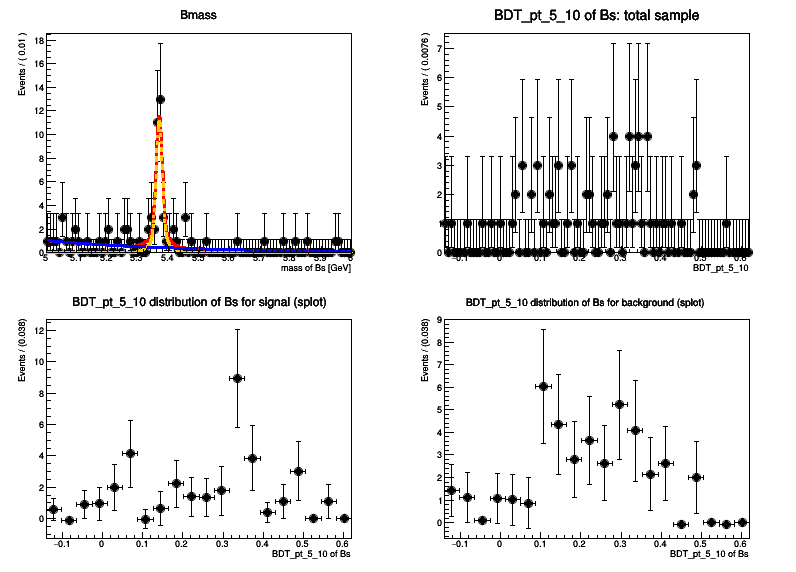 Bmass
Events / ( 0.01 )
18
16
14
12
10
8
6
4
2
0
5 5.1 5.2 5.3 5.4 5.5 5.6 5.7 5.8 5.9 6
mass of Bs [GeV]
BDT_pt_5_10 of Bs: total sample
Events / ( 0.0076 )
7
6
5
4
3
2
1
0
-0.1 0 0.1 0.2 0.3 0.4 0.5 0.6
BDT_pt_5_10
BDT_pt_5_10 distribution of Bs for signal (splot)
Events / (0.038)
12
10
8
6
4
2
0
-0.1 0 0.1 0.2 0.3 0.4 0.5 0.6
BDT_pt_5_10 of Bs
BDT_pt_5_10 distribution of Bs for background (splot)
Events / (0.038)
9
8
7
6
5
4
3
2
1
0
-0.1 0 0.1 0.2 0.3 0.4 0.5 0.6
BDT_pt_5_10 of Bs